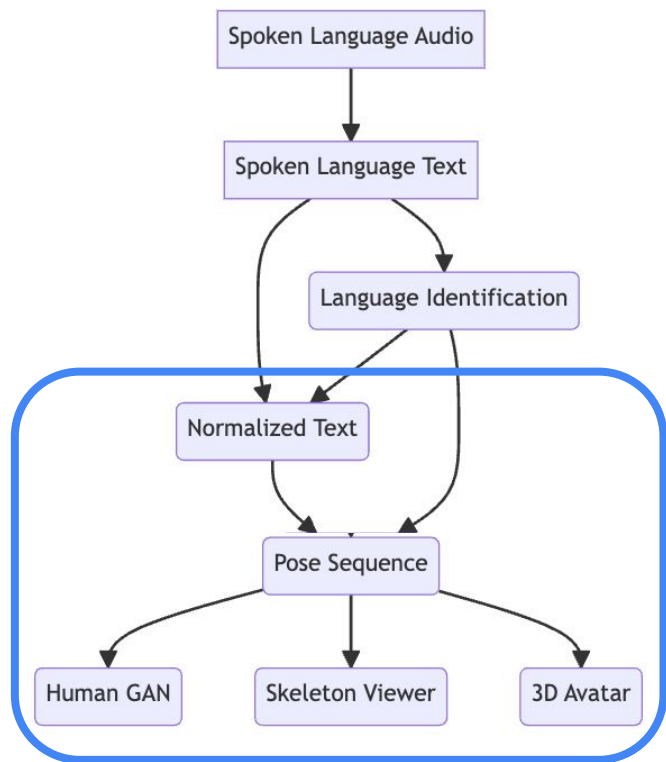 Spoken Language Audio
Spoken Language Text
Language Identification
Normalized Text
Pose Sequence
Human GAN
Skeleton Viewer
3D Avatar